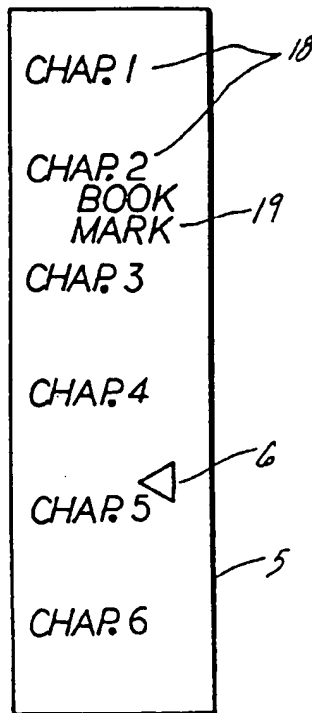 CHAP. 1
18
CHAP. 2
BOOK
MARK
19
CHAP. 3
CHAP. 4
6
CHAP. 5
5
CHAP. 6